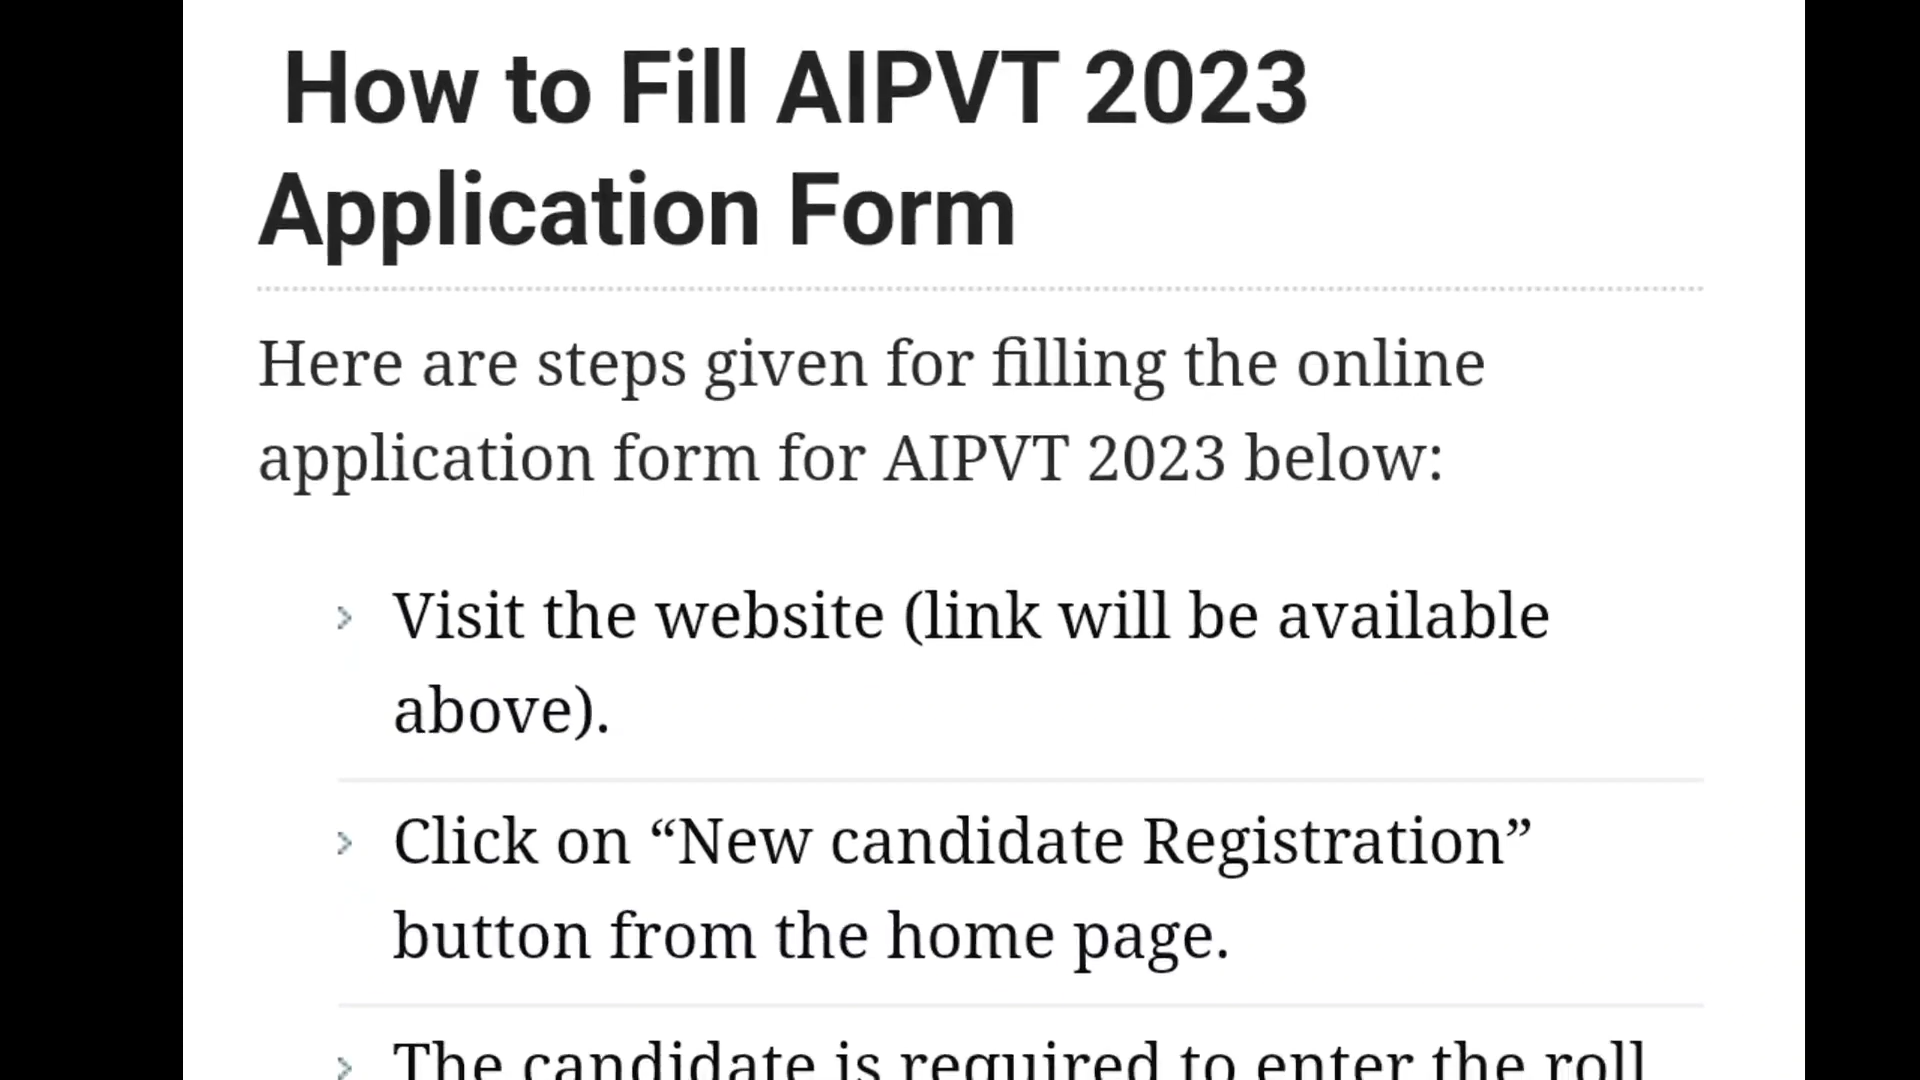 How to Fill AIPVT 2023
Application Form
Here are steps given for filling the online
application form for AIPVT 2023 below:
Visit the website (link will be available
above).
Click on “New candidate Registration”
button from the home page.
The candidate is required to enter the roll